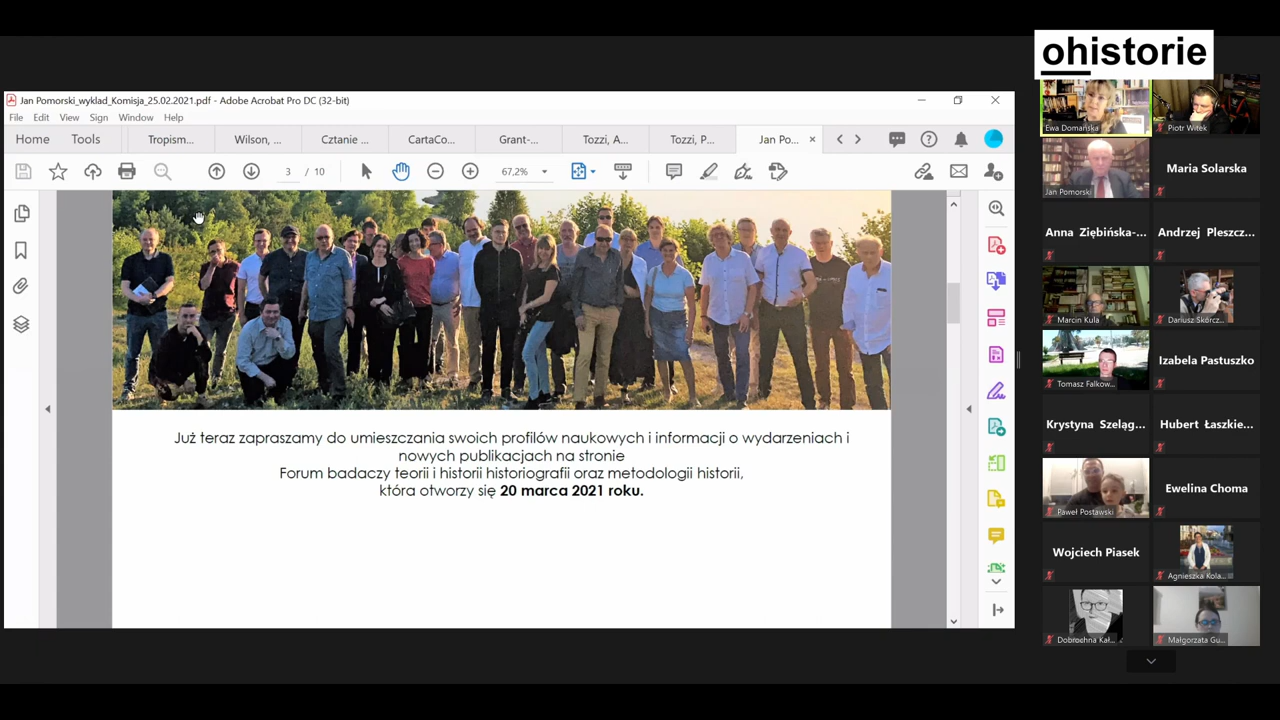 ohistorie
Jan Pomorski_wyklad_Komisja_25.02.2021.pdf - Adobe Acrobat Pro DC (32-bit)
File Edit View Sign Window Help
Home Tools Tropism... Wilson, ... Cztanie ... CartaCo... Grant-... Tozzi, A... Tozzi, P... Jan Po...
3 / 10 67,2%
Już teraz zapraszamy do umieszczania swoich profilów naukowych i informacji o wydarzeniach i
nowych publikacjach na stronie
Forum badaczy teorii i historii historiografii oraz metodologii historii,
która otworzy się 20 marca 2021 roku.
Ewa Domańska
Piotr Witek
Jan Pomorski
Maria Solarska
Anna Ziębińska-...
Andrzej Pleszcz...
Marcin Kula
Dariusz Skórcz...
Tomasz Falkow...
Izabela Pastuszko
Krystyna Szeląg...
Hubert Łaszkie...
Paweł Postawski
Ewelina Choma
Wojciech Piasek
Agnieszka Kola...
Dobrochna Kał...
Małgorzata Gu...